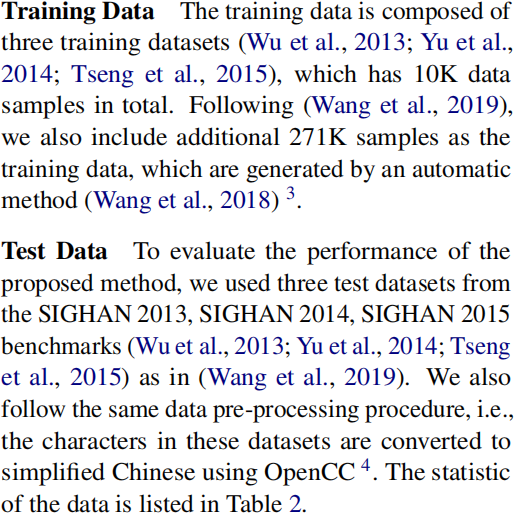 Training Data The training data is composed of
three training datasets (Wu et al., 2013; Yu et al.,
2014; Tseng et al., 2015), which has 10K data
samples in total. Following (Wang et al., 2019),
we also include additional 271K samples as the
training data, which are generated by an automatic
method (Wang et al., 2018) 3.
Test Data To evaluate the performance of the
proposed method, we used three test datasets from
the SIGHAN 2013, SIGHAN 2014, SIGHAN 2015
benchmarks (Wu et al., 2013; Yu et al., 2014; Tseng
et al., 2015) as in (Wang et al., 2019). We also
follow the same data pre-processing procedure, i.e.,
the characters in these datasets are converted to
simplified Chinese using OpenCC 4. The statistic
of the data is listed in Table 2.